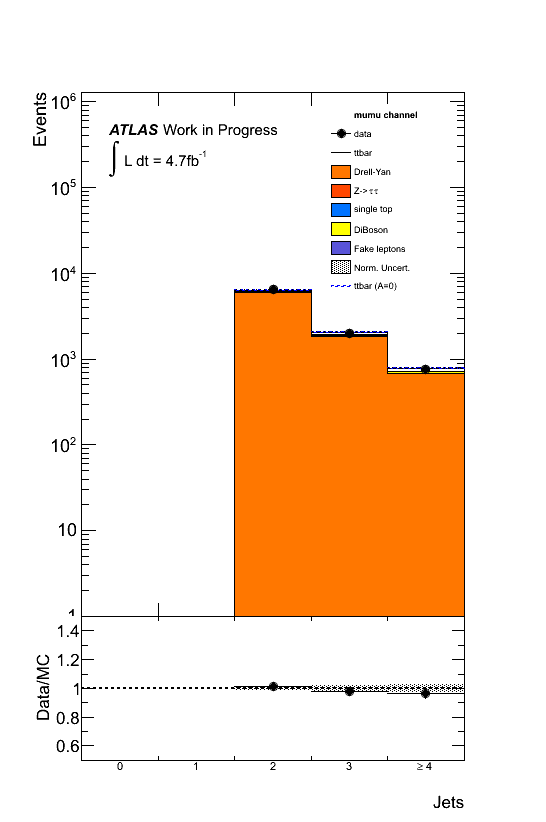 Events
10^6
10^5
10^4
10^3
10^2
10
1
ATLAS Work in Progress
∫ L dt = 4.7fb^-1
mumu channel
data
ttbar
Drell-Yan
Z->ττ
single top
DiBoson
Fake leptons
Norm. Uncert.
ttbar (A=0)
Data/MC
1.4
1.2
1
0.8
0.6
0 1 2 3 ≥ 4
Jets